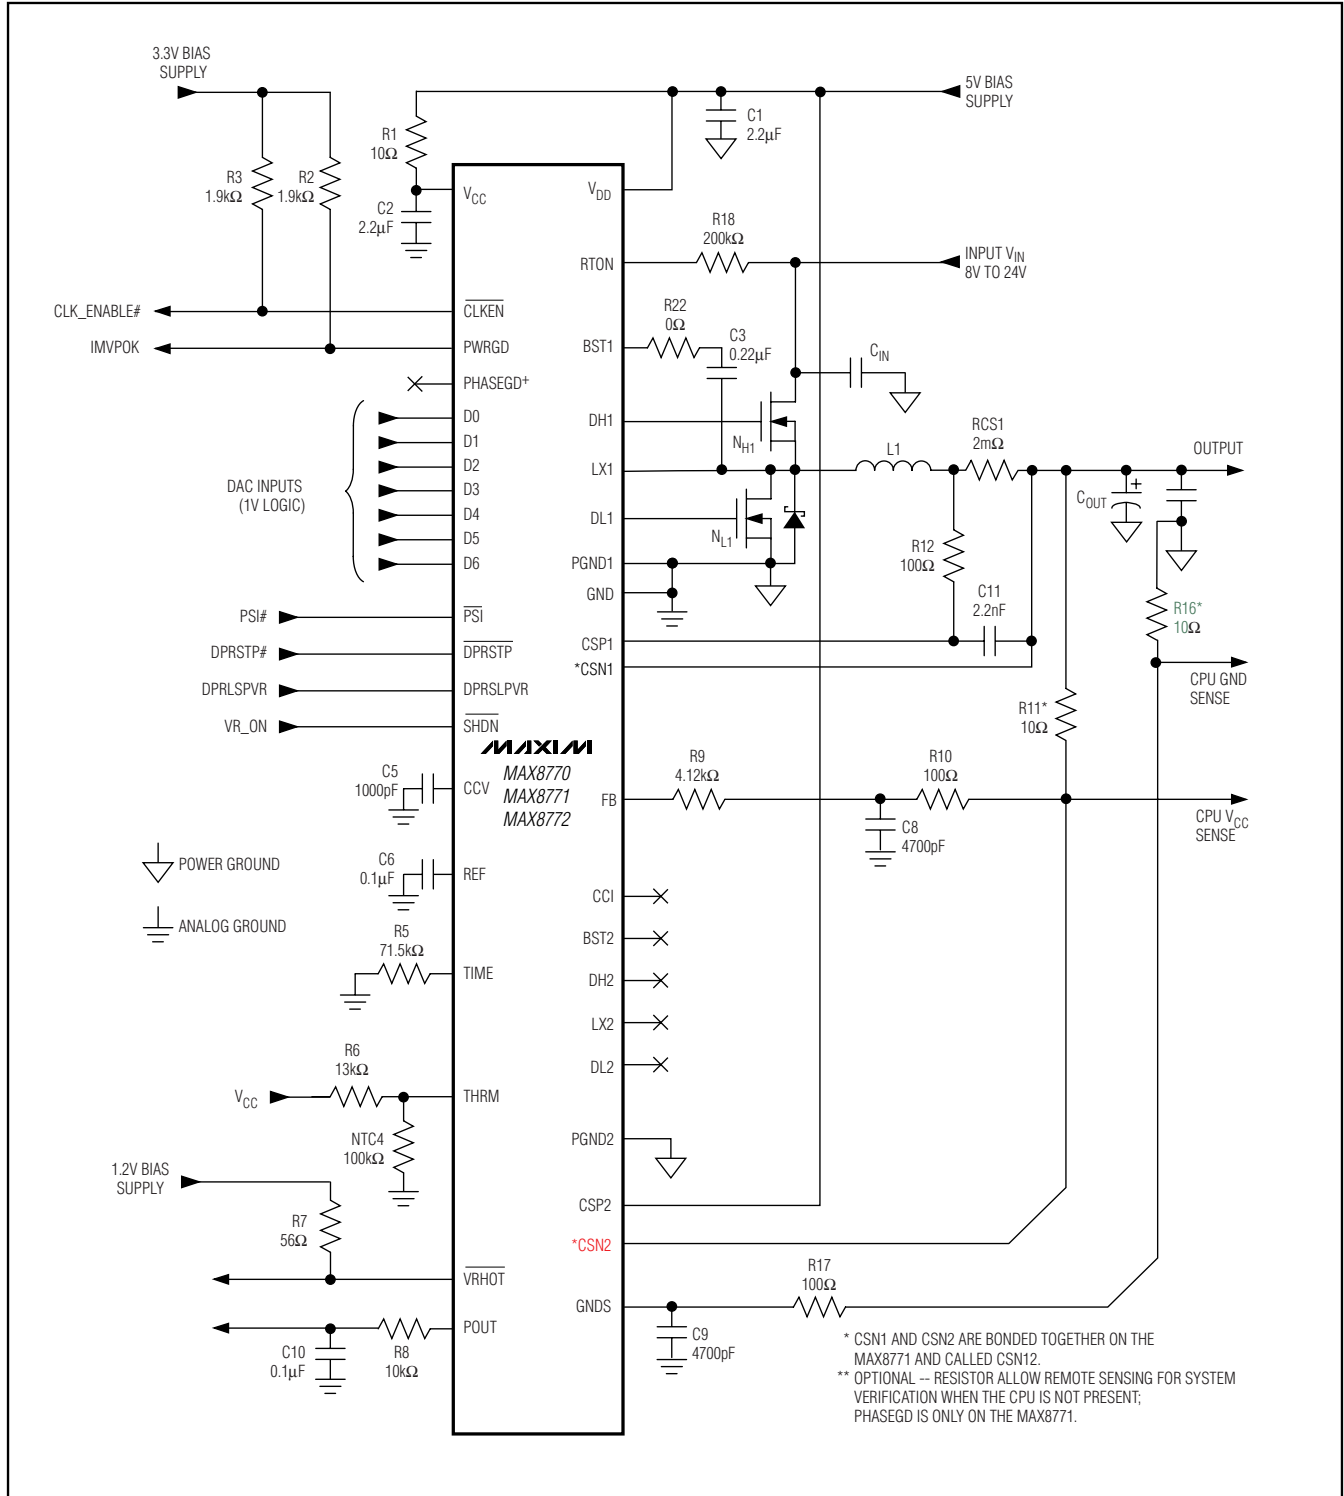 3.3V BIAS
SUPPLY
5V BIAS
SUPPLY
C1
2.2µF
R1
10Ω
R3
1.9kΩ
R2
1.9kΩ
C2
2.2µF
VCC
VDD
R18
200kΩ
RTON
INPUT VIN
8V TO 24V
CLK_ENABLE#
CLKEN
R22
0Ω
C3
0.22µF
CIN
IMVPOK
PWRGD
BST1
PHASEGD+
D0
D1
D2
D3
D4
D5
D6
DAC INPUTS
(1V LOGIC)
DH1
NH1
L1
RCS1
2mΩ
OUTPUT
LX1
COUT
DL1
NL1
R12
100Ω
PGND1
GND
C11
2.2nF
R16*
10Ω
PSI#
PSI
CSP1
DPRSTP#
DPRSTP
*CSN1
CPU GND
SENSE
DPRLSPVR
DPRSLPVR
R11*
10Ω
VR_ON
SHDN
MAXIM
MAX8770
MAX8771
MAX8772
C5
1000pF
CCV
FB
R9
4.12kΩ
R10
100Ω
C8
4700pF
CPU VCC
SENSE
POWER GROUND
C6
0.1µF
REF
CCI
ANALOG GROUND
BST2
R5
71.5kΩ
TIME
DH2
LX2
DL2
R6
13kΩ
VCC
THRM
NTC4
100kΩ
PGND2
1.2V BIAS
SUPPLY
CSP2
R7
56Ω
*CSN2
VRHOT
R17
100Ω
GNDS
POUT
C9
4700pF
C10
0.1µF
R8
10kΩ
* CSN1 AND CSN2 ARE BONDED TOGETHER ON THE
MAX8771 AND CALLED CSN12.
** OPTIONAL -- RESISTOR ALLOW REMOTE SENSING FOR SYSTEM
VERIFICATION WHEN THE CPU IS NOT PRESENT;
PHASEGD IS ONLY ON THE MAX8771.